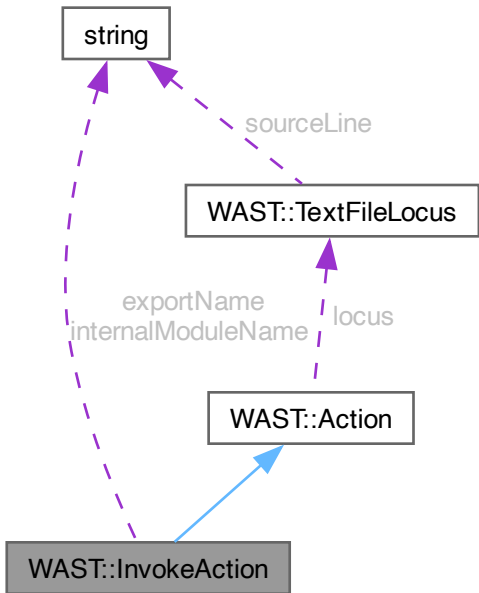 string
sourceLine
WAST::TextFileLocus
exportName
internalModuleName
locus
WAST::Action
WAST::InvokeAction